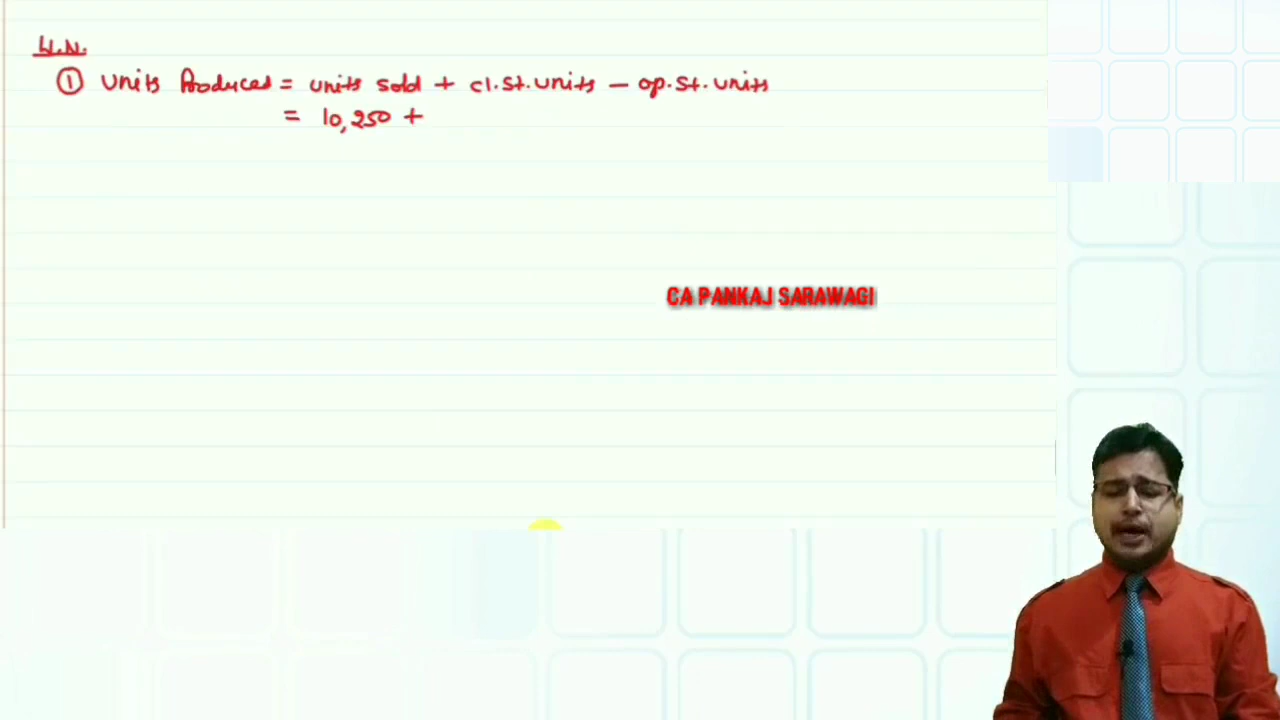 W.N.
① Units Produced = units sold + cl.st.units – op.st.units
= 10,250 +
CA PANKAJ SARAWAGI